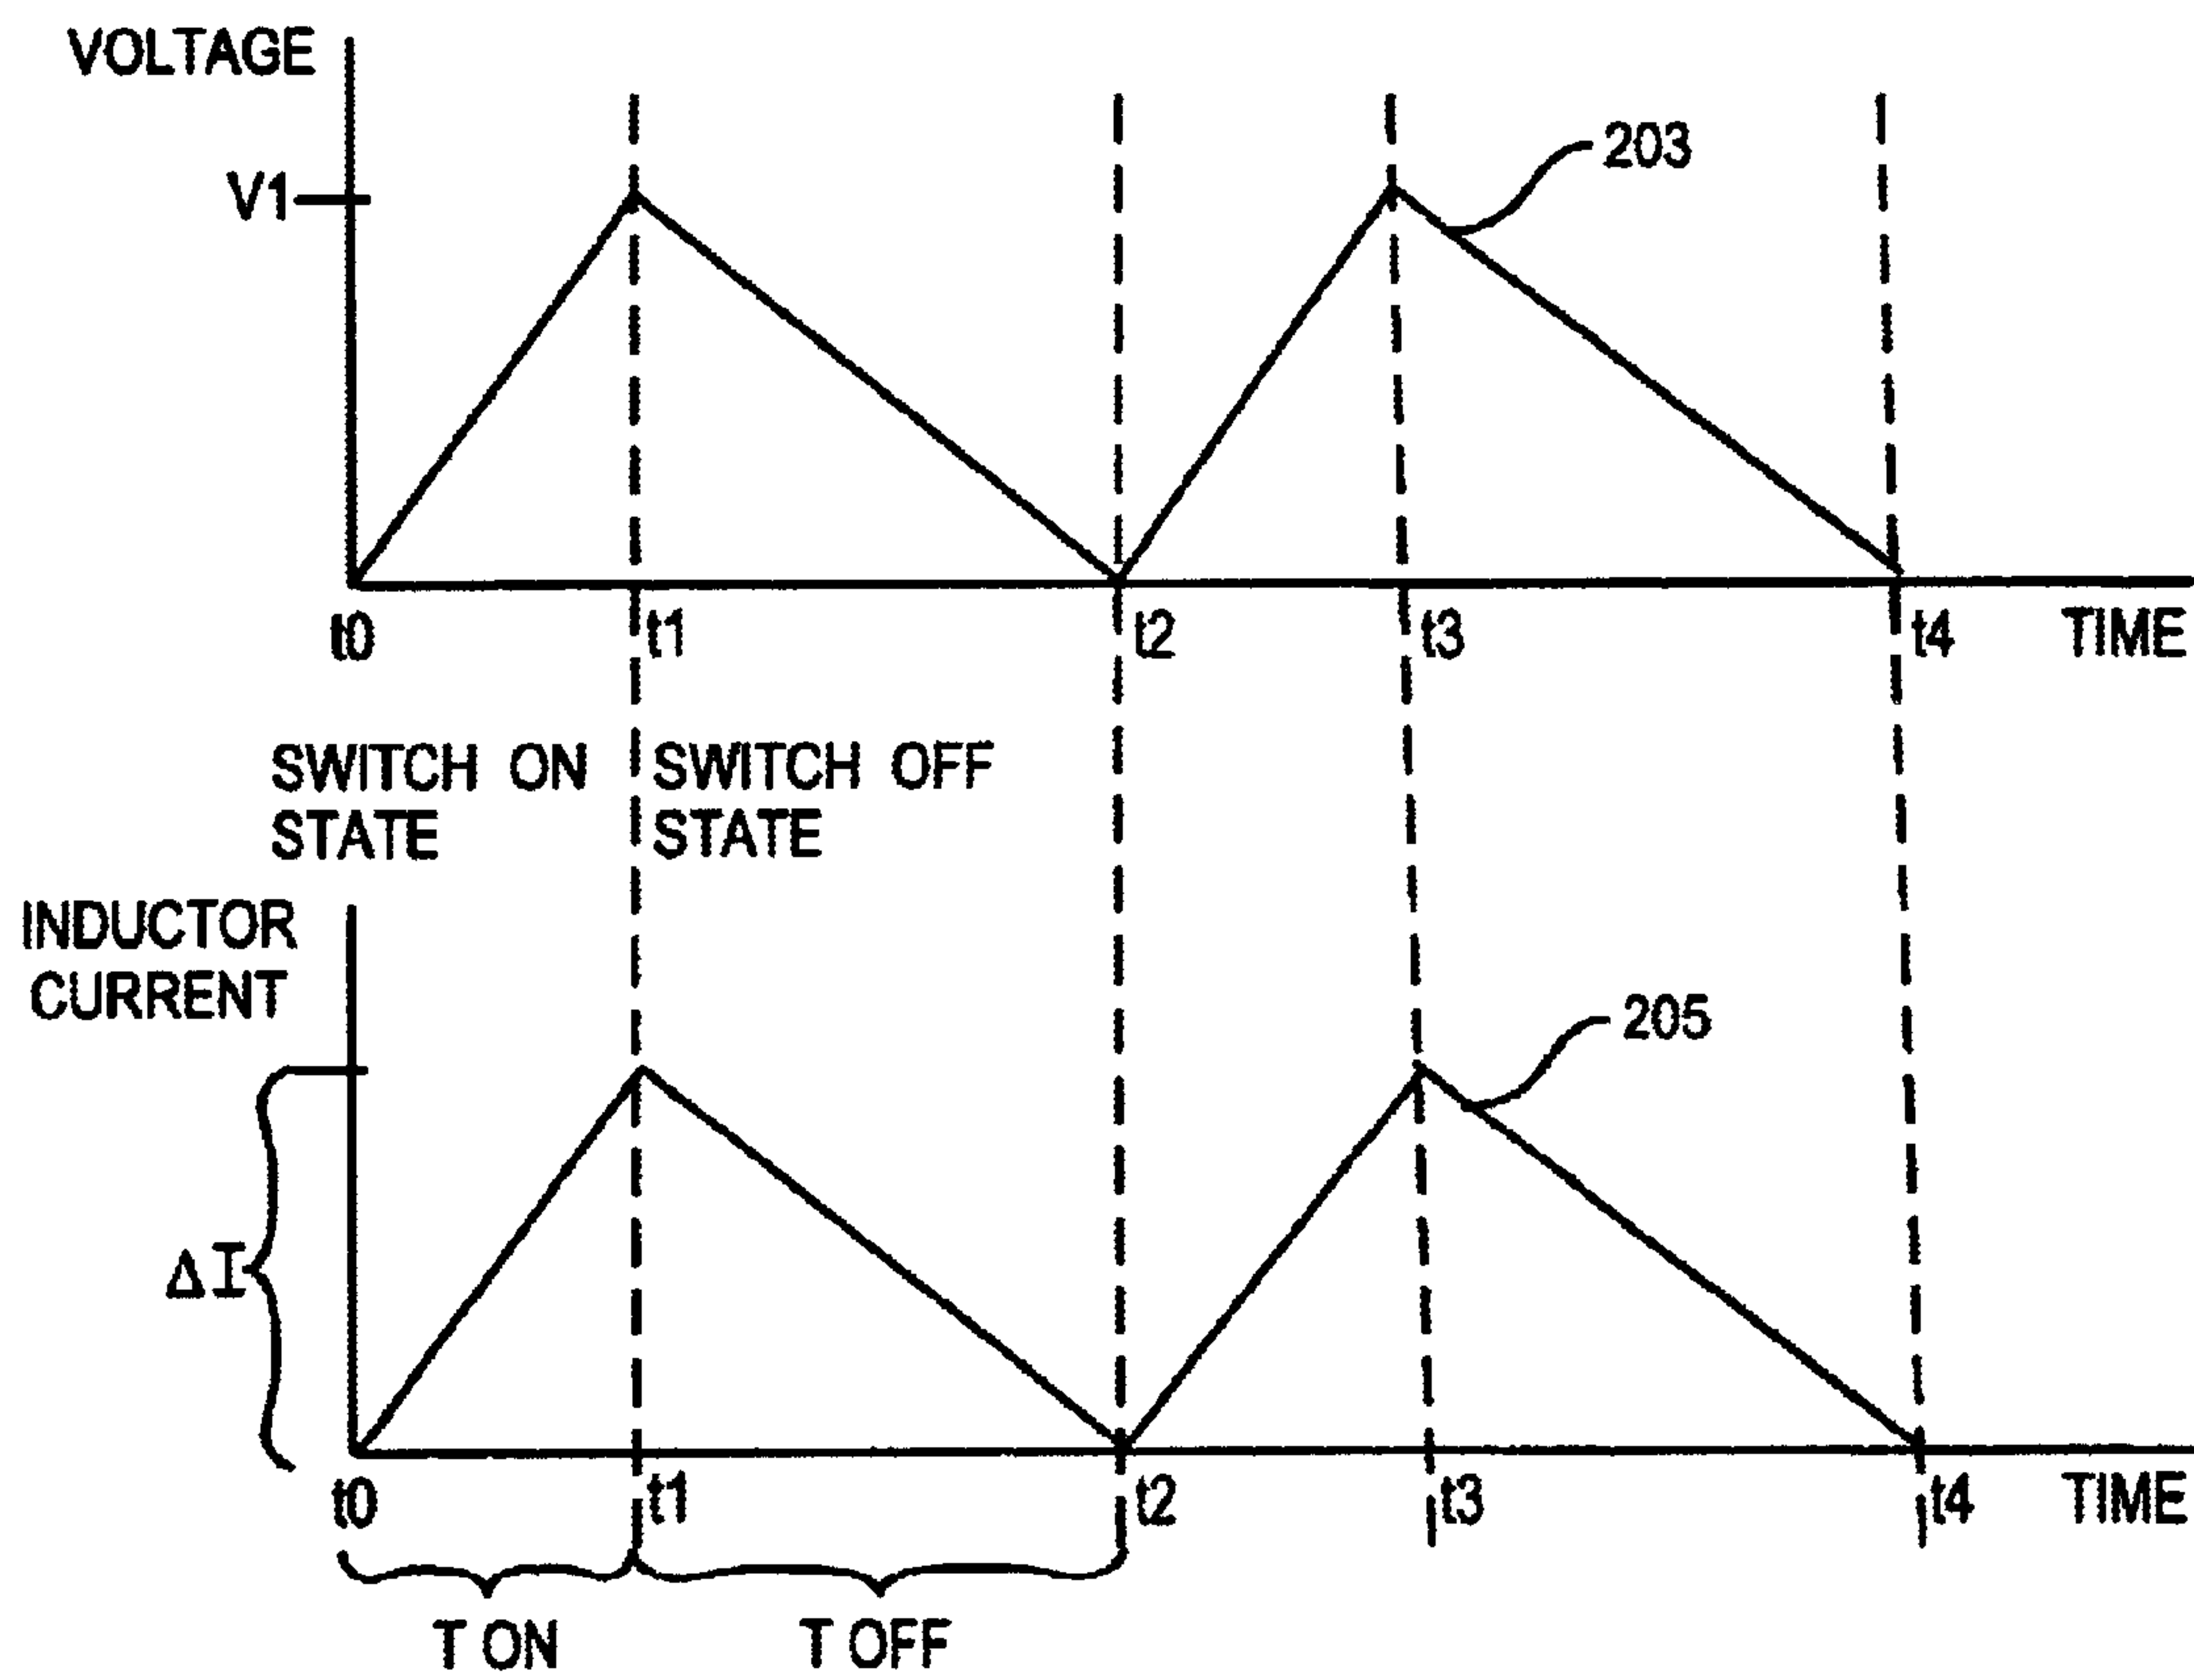 VOLTAGE
V1
203
t0
t1
t2
t3
t4
TIME
SWITCH ON
STATE
SWITCH OFF
STATE
INDUCTOR
CURRENT
205
ΔI
t0
t1
t2
t3
t4
TIME
T ON
T OFF